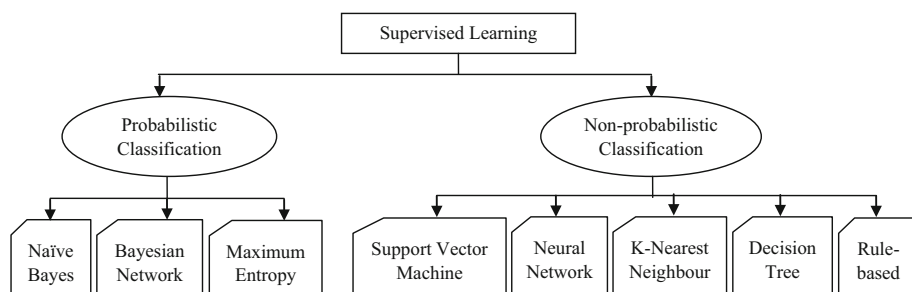 Supervised Learning
Probabilistic
Classification
Non-probabilistic
Classification
Naïve
Bayes
Bayesian
Network
Maximum
Entropy
Support Vector
Machine
Neural
Network
K-Nearest
Neighbour
Decision
Tree
Rule-
based